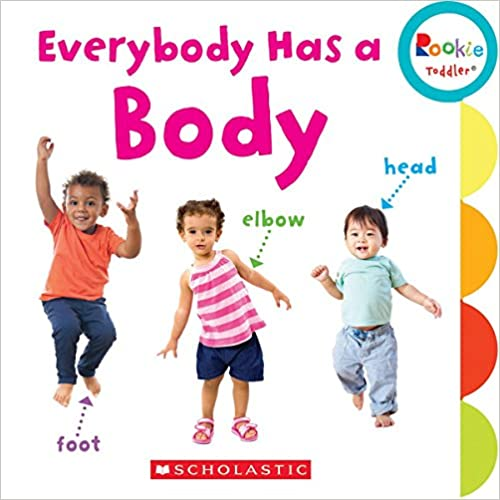 Everybody Has a
Body
Rookie
Toddler®
head
elbow
foot
SCHOLASTIC